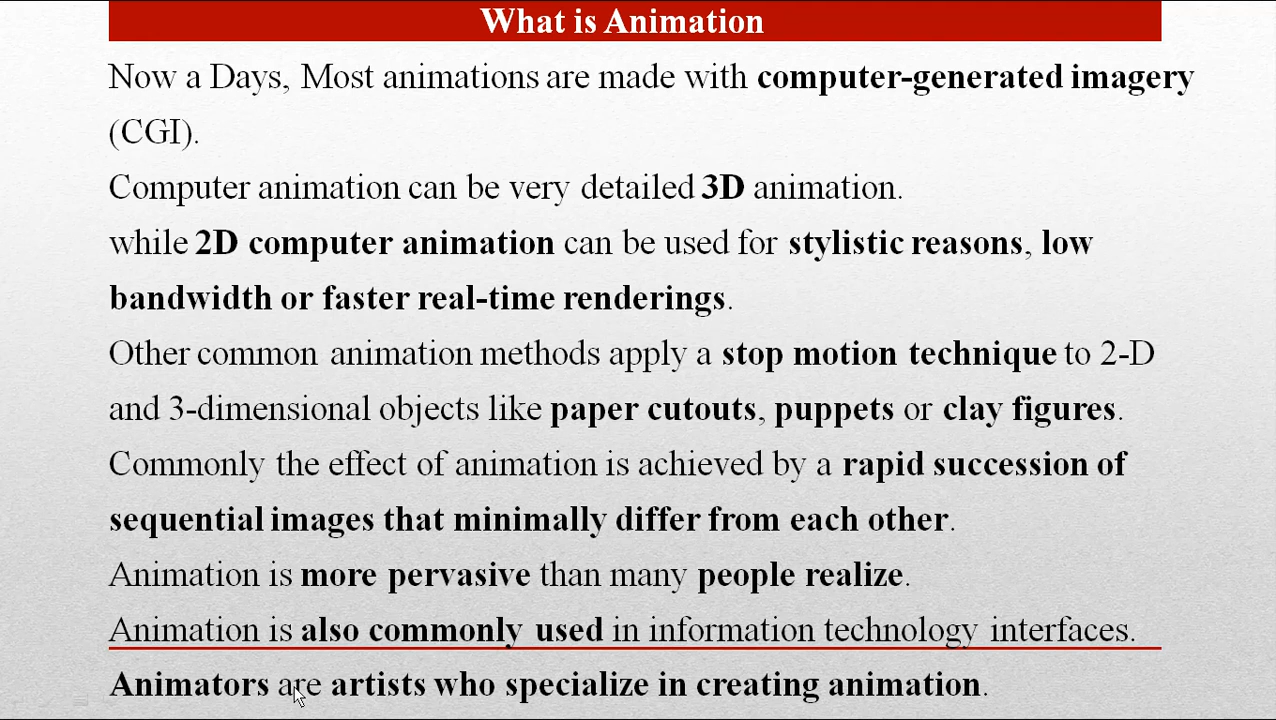 What is Animation
Now a Days, Most animations are made with computer-generated imagery
(CGI).
Computer animation can be very detailed 3D animation.
while 2D computer animation can be used for stylistic reasons, low
bandwidth or faster real-time renderings.
Other common animation methods apply a stop motion technique to 2-D
and 3-dimensional objects like paper cutouts, puppets or clay figures.
Commonly the effect of animation is achieved by a rapid succession of
sequential images that minimally differ from each other.
Animation is more pervasive than many people realize.
Animation is also commonly used in information technology interfaces.
Animators are artists who specialize in creating animation.